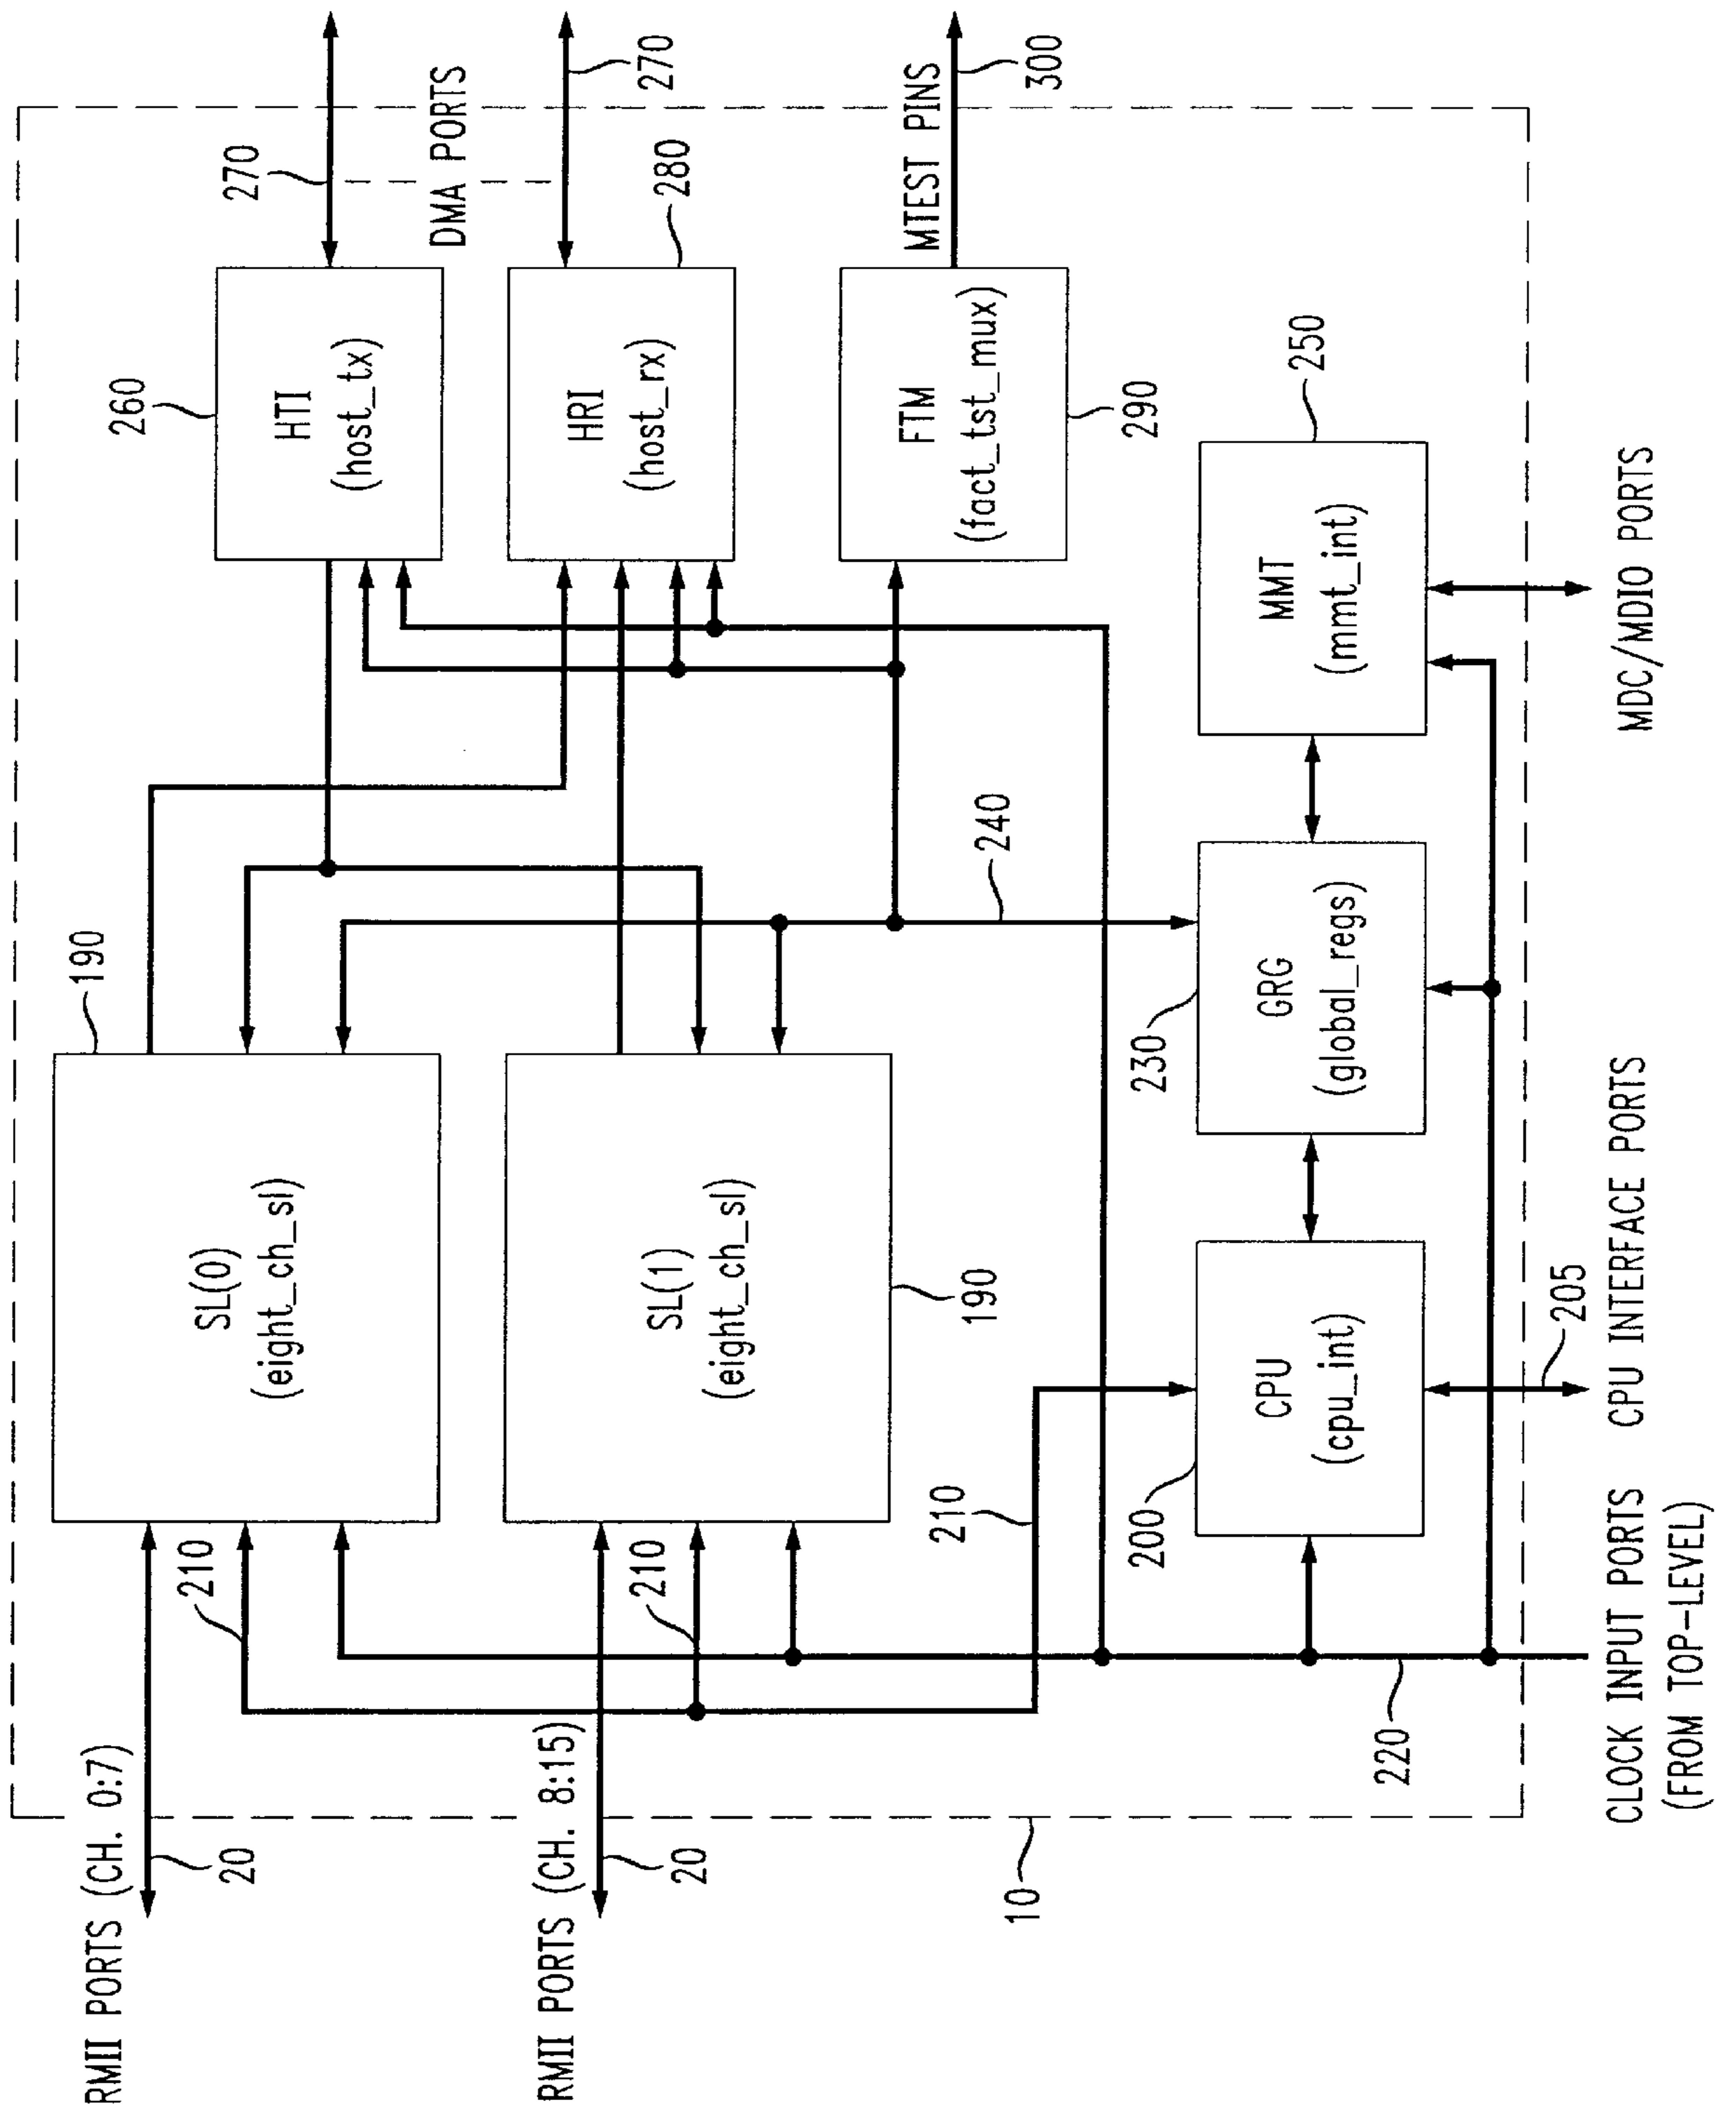 RMII PORTS (CH. 0:7)
20
RMII PORTS (CH. 8:15)
20
10
SL(0)
(eight_ch_sl)
190
210
SL(1)
(eight_ch_sl)
190
210
210
HTI
(host_tx)
260
270
DMA PORTS
HRI
(host_rx)
280
270
FTM
(fact_tst_mux)
290
MTEST PINS
300
CPU
(cpu_int)
200
205
GRG
(global_regs)
230
240
MMT
(mmt_int)
250
220
CLOCK INPUT PORTS
(FROM TOP-LEVEL)
CPU INTERFACE PORTS
MDC/MDIO PORTS